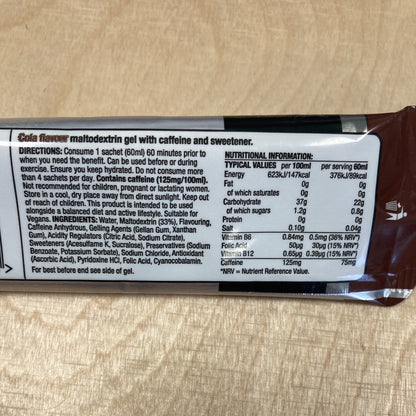 Cola flavour maltodextrin gel with caffeine and sweetener.
DIRECTIONS: Consume 1 sachet (60ml) 60 minutes prior to
when you need the benefit. Can be used before or during
exercise. Ensure you keep hydrated. Do not consume more
than 4 sachets per day. Contains caffeine (125mg/100ml).
Not recommended for children, pregnant or lactating women.
Store in a cool, dry place away from direct sunlight. Keep out
of reach of children. This product is intended to be used
alongside a balanced diet and active lifestyle. Suitable for
Vegans. INGREDIENTS: Water, Maltodextrin (33%), Flavouring,
Caffeine Anhydrous, Gelling Agents (Gellan Gum, Xanthan
Gum), Acidity Regulators (Citric Acid, Sodium Citrate),
Sweeteners (Acesulfame K, Sucralose), Preservatives (Sodium
Benzoate, Potassium Sorbate), Sodium Chloride, Antioxidant
(Ascorbic Acid), Pyridoxine HCl, Folic Acid, Cyanocobalamin.
For best before end see side of gel.
NUTRITIONAL INFORMATION:
TYPICAL VALUES per 100ml per serving 60ml
Energy 623kJ/147kcal 376kJ/89kcal
Fat 0g 0g
of which saturates 0g 0g
Carbohydrate 37g 22g
of which sugars 1.2g 0.8g
Protein 0g 0g
Salt 0.10g 0.04g
Vitamin B6 0.84mg 0.5mg (36% NRV*)
Folic Acid 50µg 30µg (15% NRV*)
Vitamin B12 0.65µg 0.39µg (15% NRV*)
Caffeine 125mg 75mg
*NRV = Nutrient Reference Value.